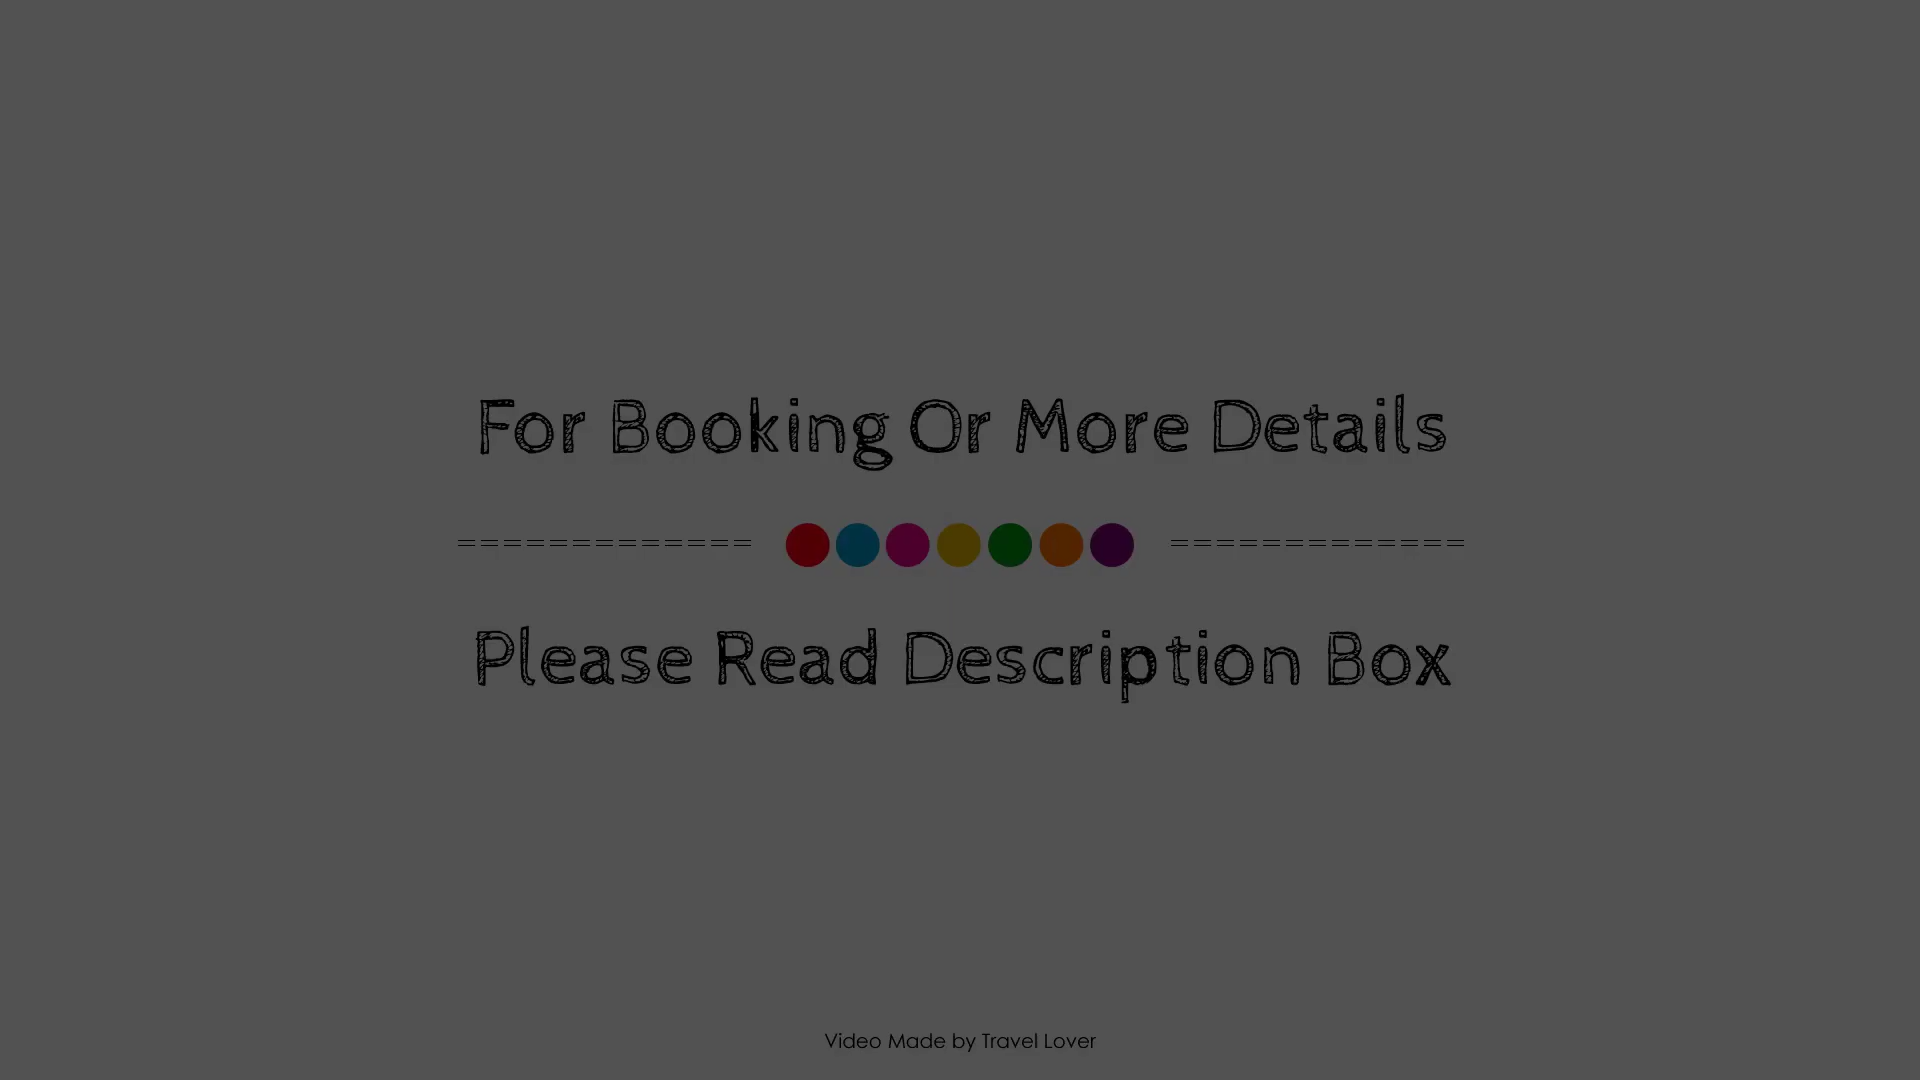 For Booking Or More Details
============= =============
Please Read Description Box
Video Made by Travel Lover